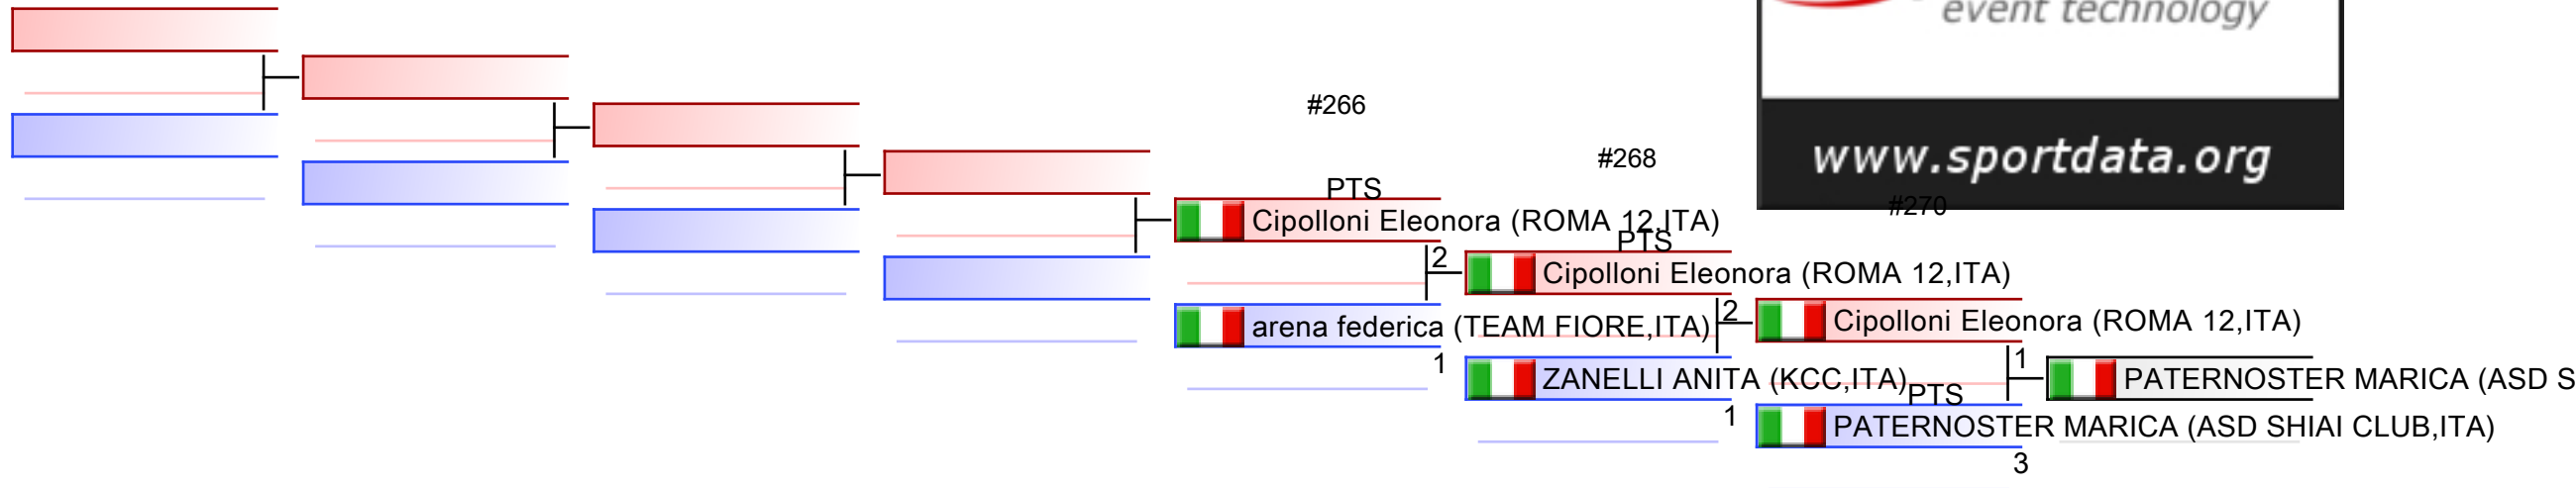 event technology
www.sportdata.org
#266
#268
#270
PTS
Cipolloni Eleonora (ROMA 12,ITA)
PTS
2
Cipolloni Eleonora (ROMA 12,ITA)
arena federica (TEAM FIORE,ITA)
2
Cipolloni Eleonora (ROMA 12,ITA)
1
ZANELLI ANITA (KCC,ITA)
1
PATERNOSTER MARICA (ASD S
PTS
1
PATERNOSTER MARICA (ASD SHIAI CLUB,ITA)
3